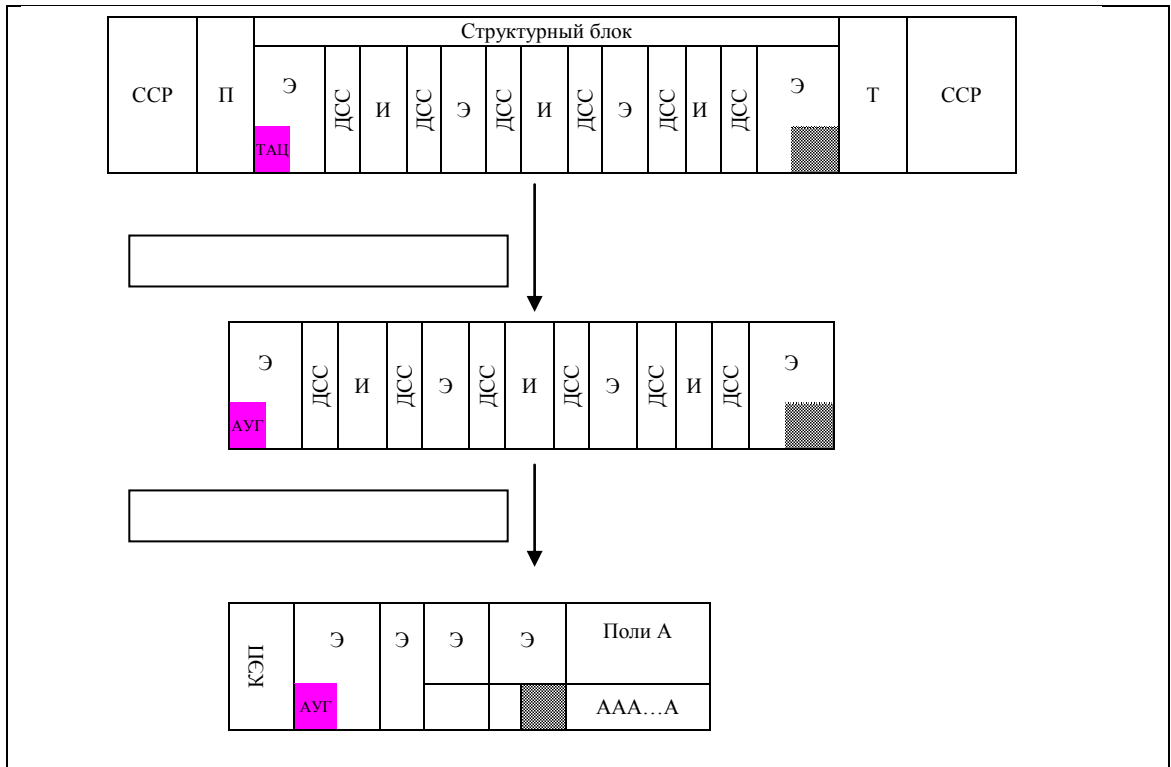 Структурный блок
ССР П Э ДСС И ДСС Э ДСС И ДСС Э ДСС И ДСС Э Т ССР
ТАЦ
Э ДСС И ДСС Э ДСС И ДСС Э ДСС И ДСС Э
АУГ
КЭП Э Э Э Э Поли А
АУГ ААА...А